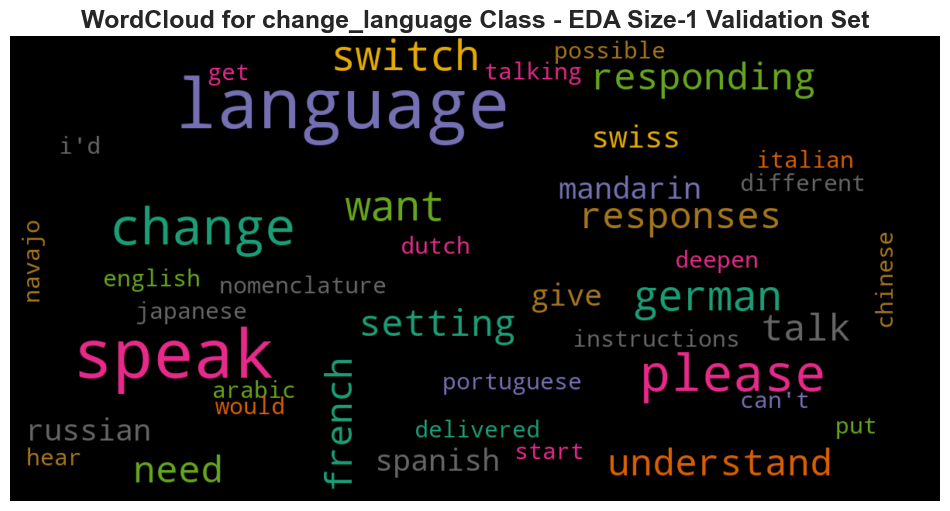 WordCloud for change_language Class - EDA Size-1 Validation Set
switch
possible
get
talking
responding
language
i'd
swiss
italian
mandarin
different
want
responses
change
dutch
navajo
deepen
chinese
english
nomenclature
give
german
japanese
setting
talk
instructions
speak
please
french
arabic
portuguese
would
can't
russian
delivered
put
hear
need
spanish
start
understand